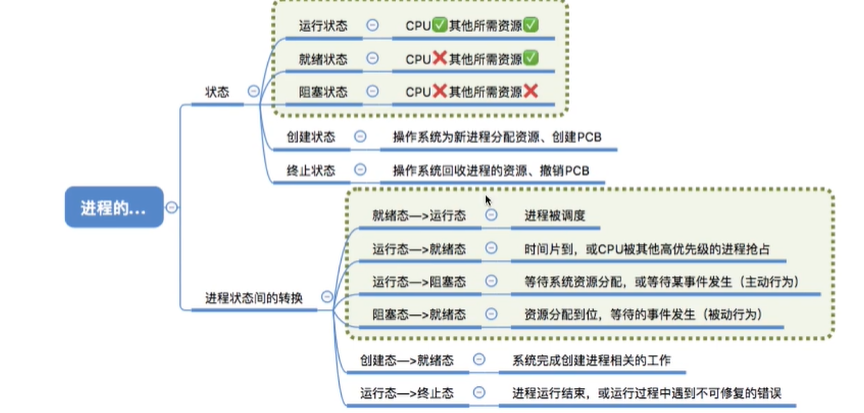 运行状态 CPU✅其他所需资源✅
就绪状态 CPU❌其他所需资源✅
状态 阻塞状态 CPU❌其他所需资源❌
创建状态 操作系统为新进程分配资源、创建PCB
终止状态 操作系统回收进程的资源、撤销PCB
进程的...
就绪态—>运行态 进程被调度
运行态—>就绪态 时间片到，或CPU被其他高优先级的进程抢占
运行态—>阻塞态 等待系统资源分配，或等待某事件发生（主动行为）
进程状态间的转换
阻塞态—>就绪态 资源分配到位，等待的事件发生（被动行为）
创建态—>就绪态 系统完成创建进程相关的工作
运行态—>终止态 进程运行结束，或运行过程中遇到不可修复的错误